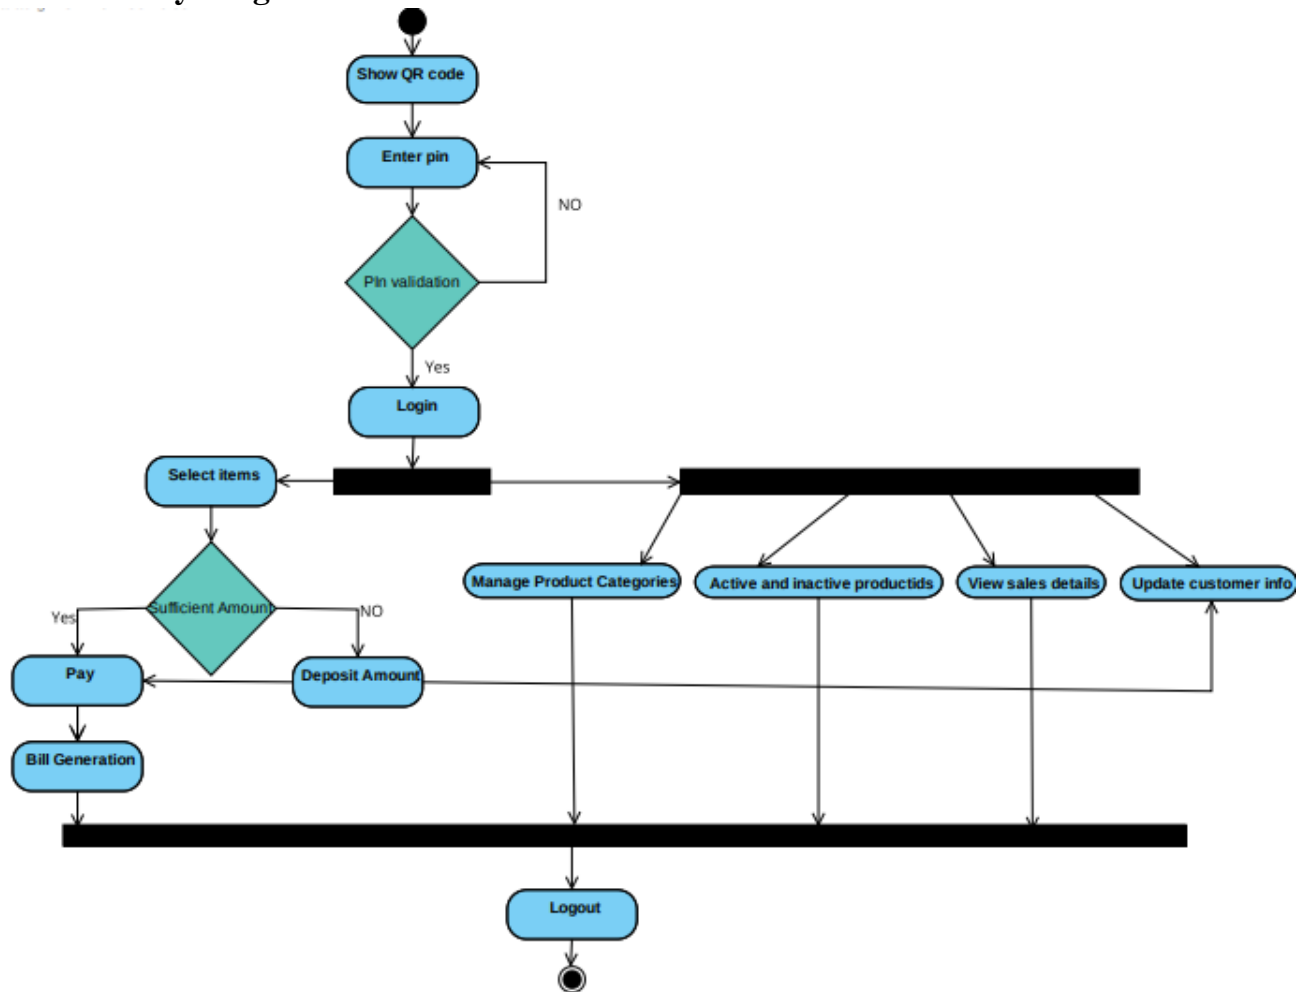 Show QR code
Enter pin
NO
PIn validation
Yes
Login
Select items
Manage Product Categories
Active and inactive productids
View sales details
Update customer info
Sufficient Amount
Yes
NO
Pay
Deposit Amount
Bill Generation
Logout